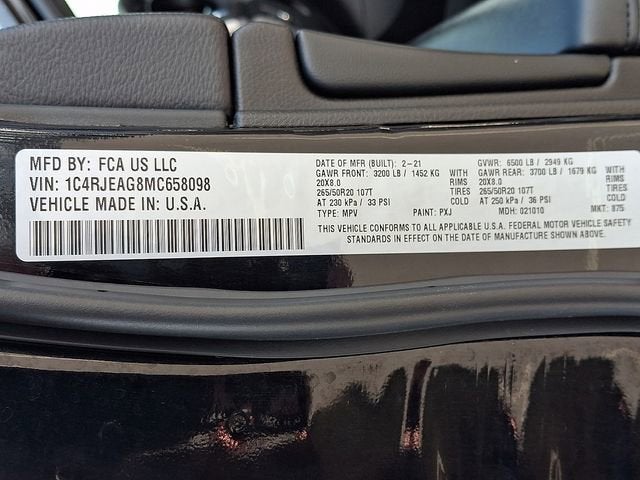 MFD BY: FCA US LLC
VIN: 1C4RJEAG8MC658098
VEHICLE MADE IN: U.S.A.
DATE OF MFR (BUILT): 2-21 GVWR: 6500 LB / 2949 KG
GAWR FRONT: 3200 LB / 1452 KG WITH GAWR REAR: 3700 LB / 1679 KG WITH
20X8.0 RIMS 20X8.0 RIMS
265/50R20 107T TIRES 265/50R20 107T TIRES
AT 230 kPa / 33 PSI COLD AT 250 kPa / 36 PSI COLD
TYPE: MPV PAINT: PXJ MDH: 021010 MKT: 875
THIS VEHICLE CONFORMS TO ALL APPLICABLE U.S.A. FEDERAL MOTOR VEHICLE SAFETY
STANDARDS IN EFFECT ON THE DATE OF MANUFACTURE SHOWN ABOVE.